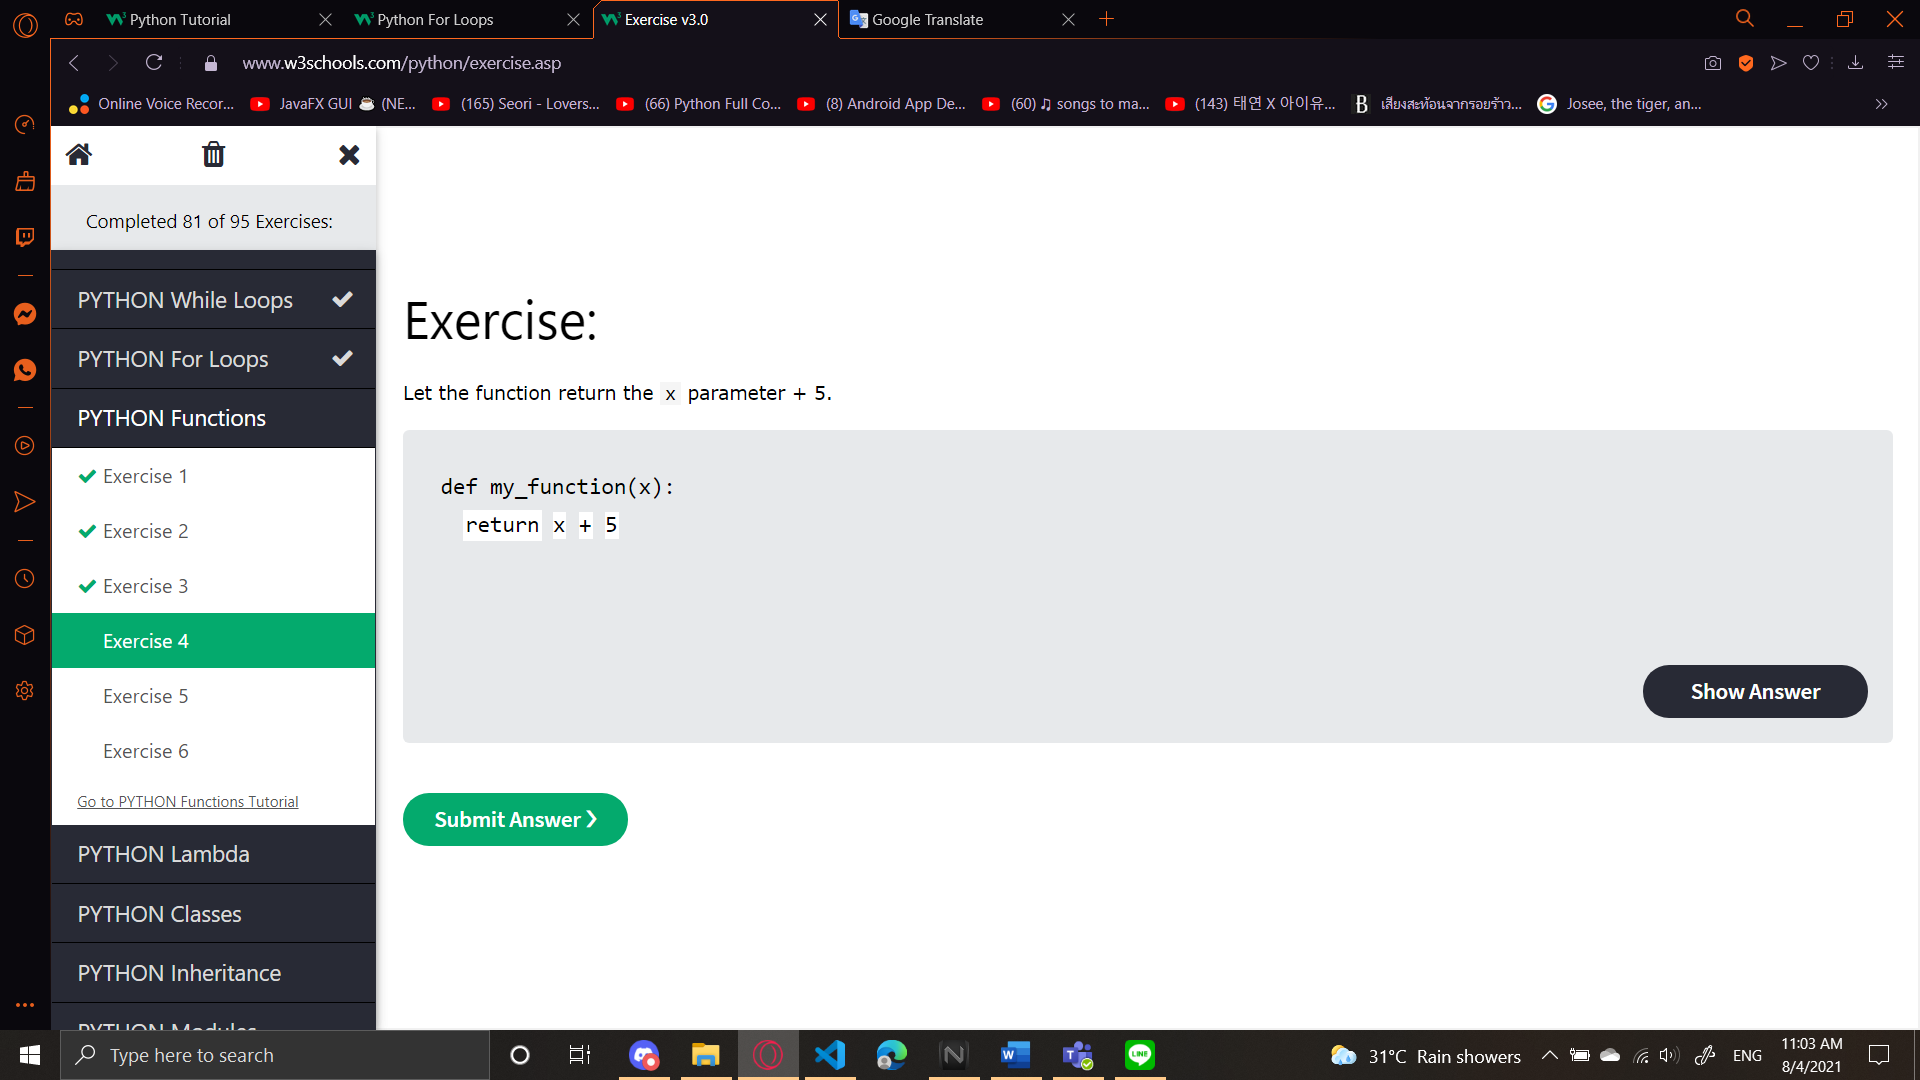 Python Tutorial
Python For Loops
Exercise v3.0
Google Translate
www.w3schools.com/python/exercise.asp
Online Voice Recor...
JavaFX GUI ☕ (NE...
(165) Seori - Lovers...
(66) Python Full Co...
(8) Android App De...
(60) ♫ songs to ma...
(143) 태연 X 아이유...
เสียงสะท้อนจากรอยร้าว...
Josee, the tiger, an...
Completed 81 of 95 Exercises:
PYTHON While Loops
PYTHON For Loops
PYTHON Functions
Exercise 1
Exercise 2
Exercise 3
Exercise 4
Exercise 5
Exercise 6
Go to PYTHON Functions Tutorial
PYTHON Lambda
PYTHON Classes
PYTHON Inheritance
PYTHON Modules
Exercise:
Let the function return the x parameter + 5.
def my_function(x):
return x + 5
Show Answer
Submit Answer ❯
Type here to search
31°C Rain showers
ENG
11:03 AM
8/4/2021